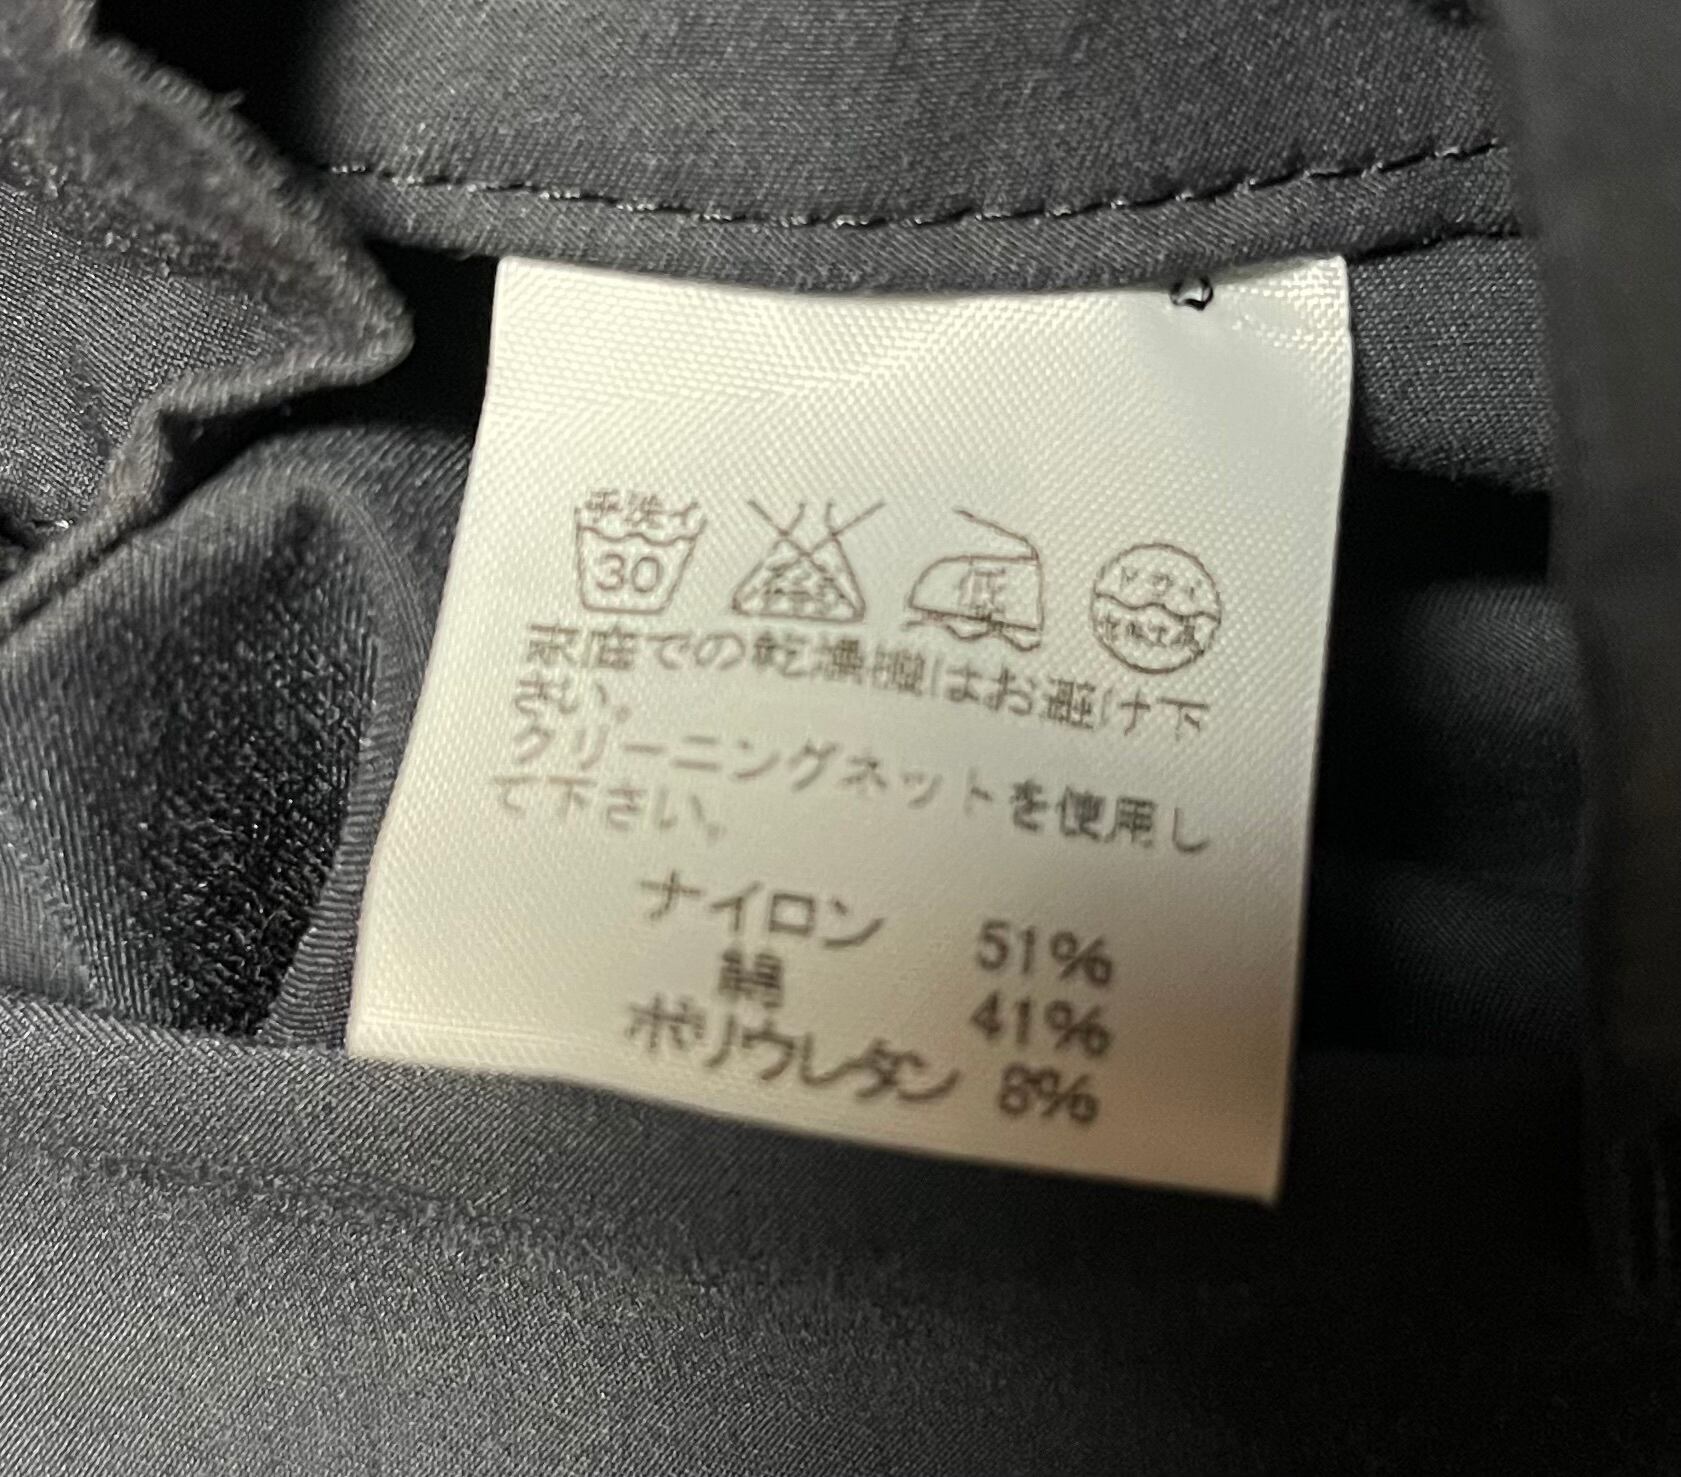 手洗イ
30
低
ドライ
家庭での乾燥機はお避け下
さい。
クリーニングネットを使用し
て下さい。
ナイロン 51%
綿 41%
ポリウレタン 8%